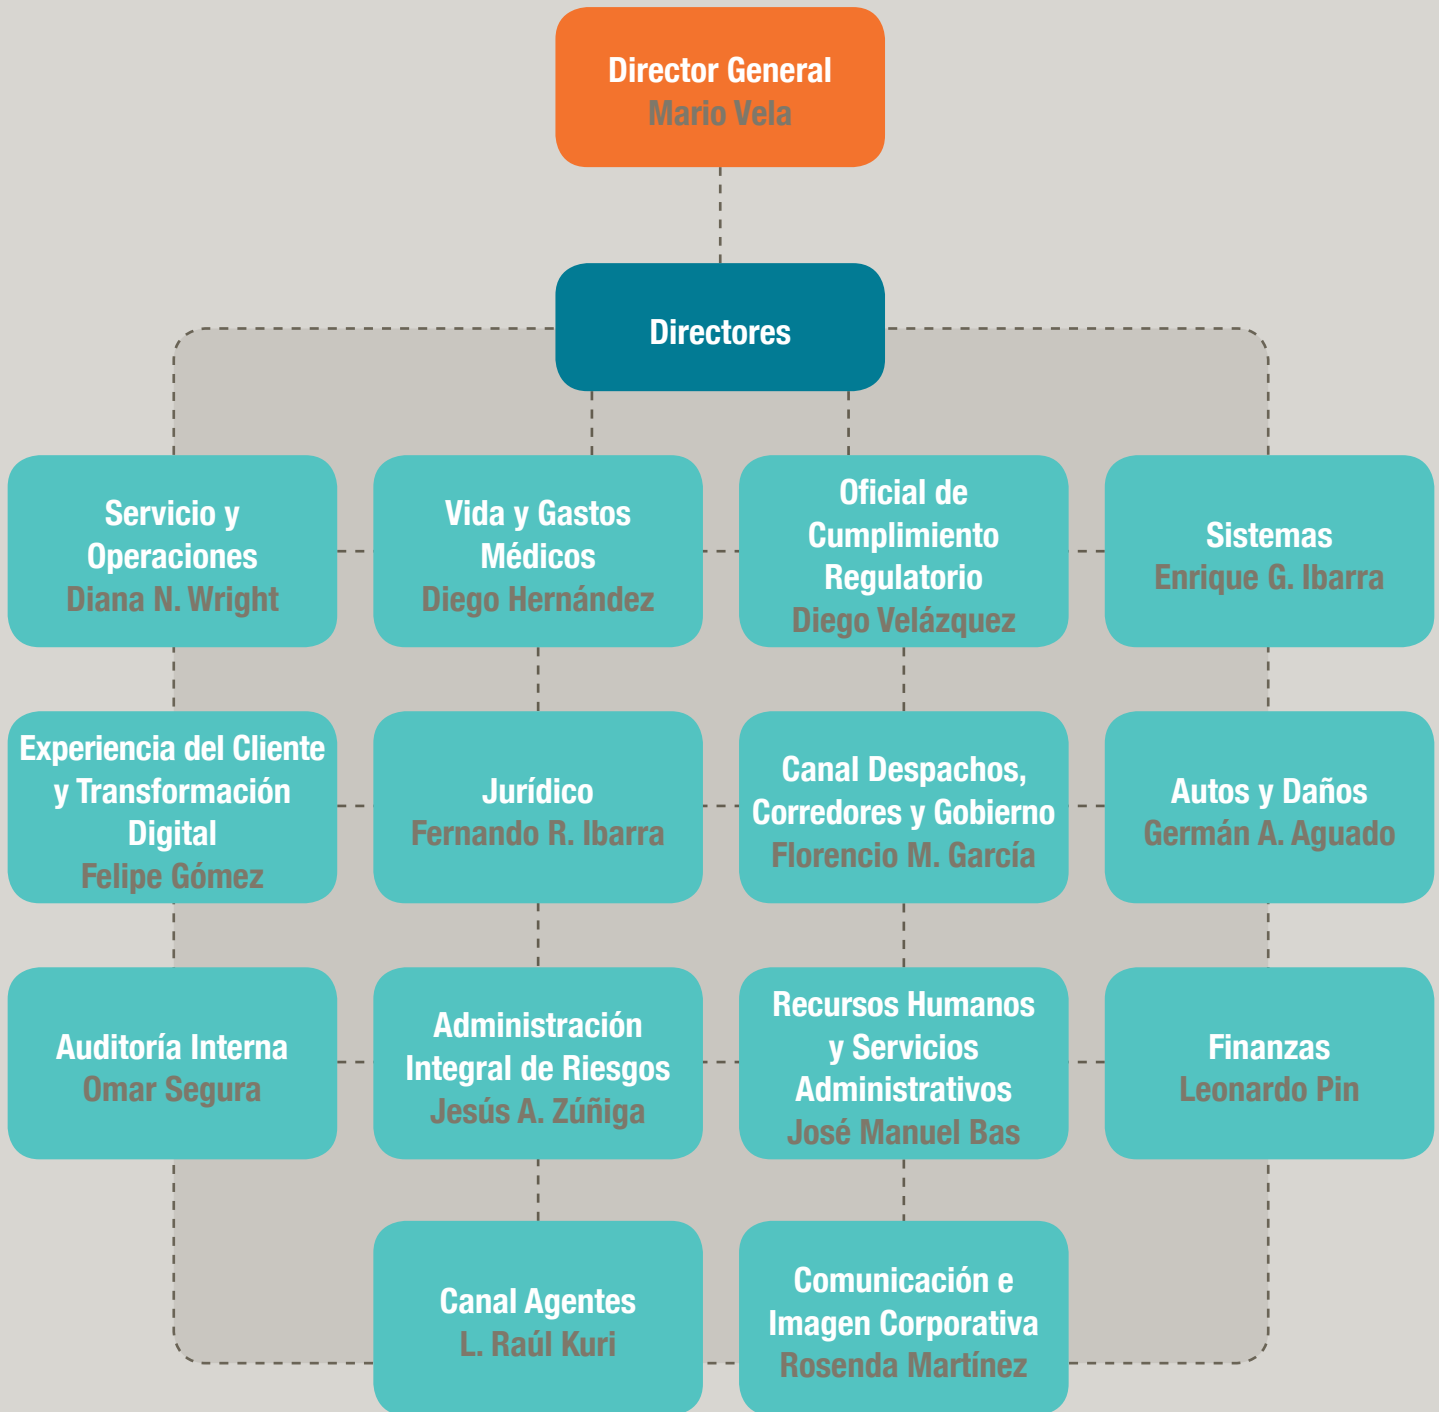 Director General
Mario Vela
Directores
Servicio y
Operaciones
Diana N. Wright
Vida y Gastos
Médicos
Diego Hernández
Oficial de
Cumplimiento
Regulatorio
Diego Velázquez
Sistemas
Enrique G. Ibarra
Experiencia del Cliente
y Transformación
Digital
Felipe Gómez
Jurídico
Fernando R. Ibarra
Canal Despachos,
Corredores y Gobierno
Florencio M. García
Autos y Daños
Germán A. Aguado
Auditoría Interna
Omar Segura
Administración
Integral de Riesgos
Jesús A. Zúñiga
Recursos Humanos
y Servicios
Administrativos
José Manuel Bas
Finanzas
Leonardo Pin
Canal Agentes
L. Raúl Kuri
Comunicación e
Imagen Corporativa
Rosenda Martínez